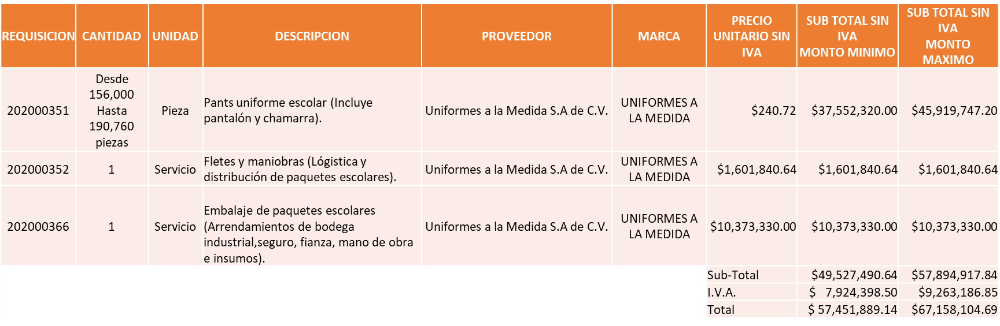 REQUISICION CANTIDAD UNIDAD DESCRIPCION PROVEEDOR MARCA PRECIO UNITARIO SIN IVA SUB TOTAL SIN IVA MONTO MINIMO SUB TOTAL SIN IVA MONTO MAXIMO
202000351
Desde
156,000
Hasta
190,760
piezas
Pieza
Pants uniforme escolar (Incluye
pantalón y chamarra).
Uniformes a la Medida S.A de C.V.
UNIFORMES A
LA MEDIDA
$240.72
$37,552,320.00
$45,919,747.20
202000352
1
Servicio
Fletes y maniobras (Lógistica y
distribución de paquetes escolares).
Uniformes a la Medida S.A de C.V.
UNIFORMES A
LA MEDIDA
$1,601,840.64
$1,601,840.64
$1,601,840.64
202000366
1
Servicio
Embalaje de paquetes escolares
(Arrendamientos de bodega
industrial,seguro, fianza, mano de obra
e insumos).
Uniformes a la Medida S.A de C.V.
UNIFORMES A
LA MEDIDA
$10,373,330.00
$10,373,330.00
$10,373,330.00
Sub-Total $49,527,490.64 $57,894,917.84
I.V.A. $ 7,924,398.50 $9,263,186.85
Total $ 57,451,889.14 $67,158,104.69